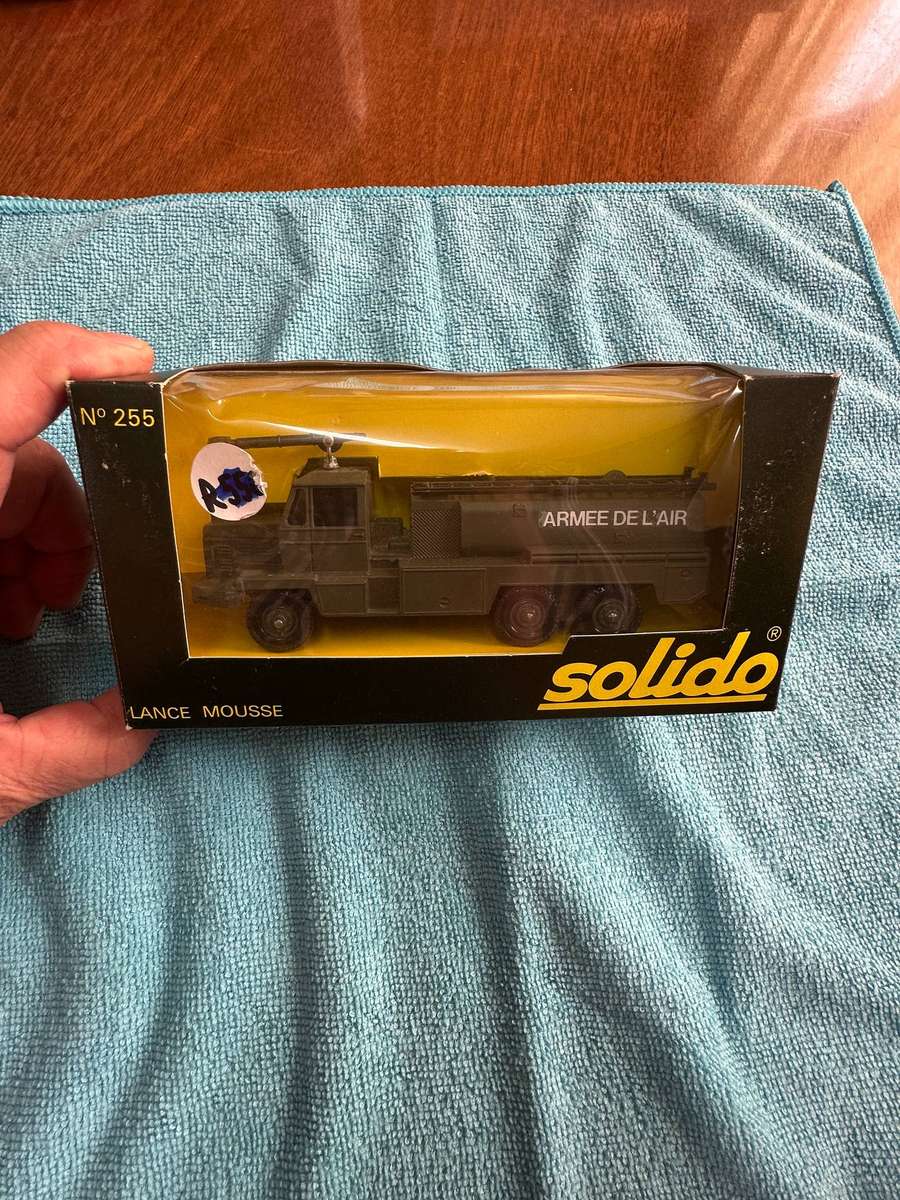 Nº 255
ARMEE DE L'AIR
solido®
LANCE MOUSSE